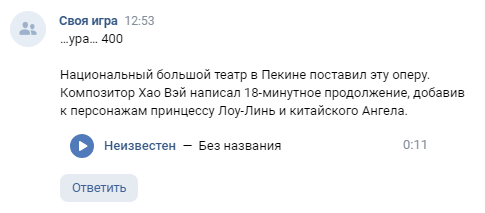 Своя игра 12:53
…ура… 400
Национальный большой театр в Пекине поставил эту оперу.
Композитор Хао Вэй написал 18-минутное продолжение, добавив
к персонажам принцессу Лоу-Линь и китайского Ангела.
Неизвестен — Без названия 0:11
Ответить